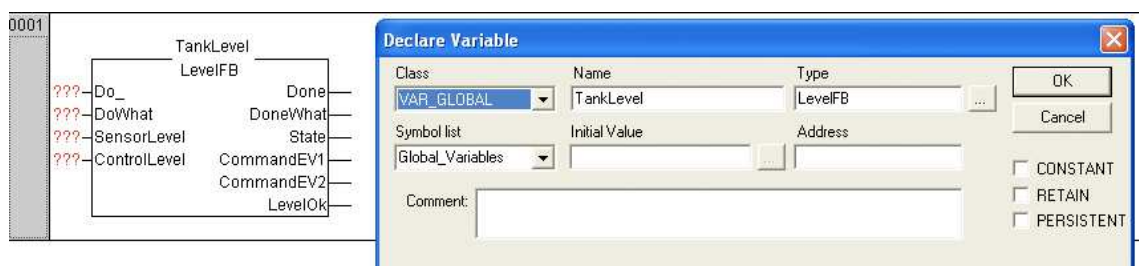 0001
TankLevel
LevelFB
???-Do_ Done
???-DoWhat DoneWhat
???-SensorLevel State
???-ControlLevel CommandEV1
CommandEV2
LevelOk
Declare Variable
Class Name Type
VAR_GLOBAL TankLevel LevelFB ... OK
Symbol list Initial Value Address Cancel
Global_Variables ...
CONSTANT
RETAIN
PERSISTENT
Comment: